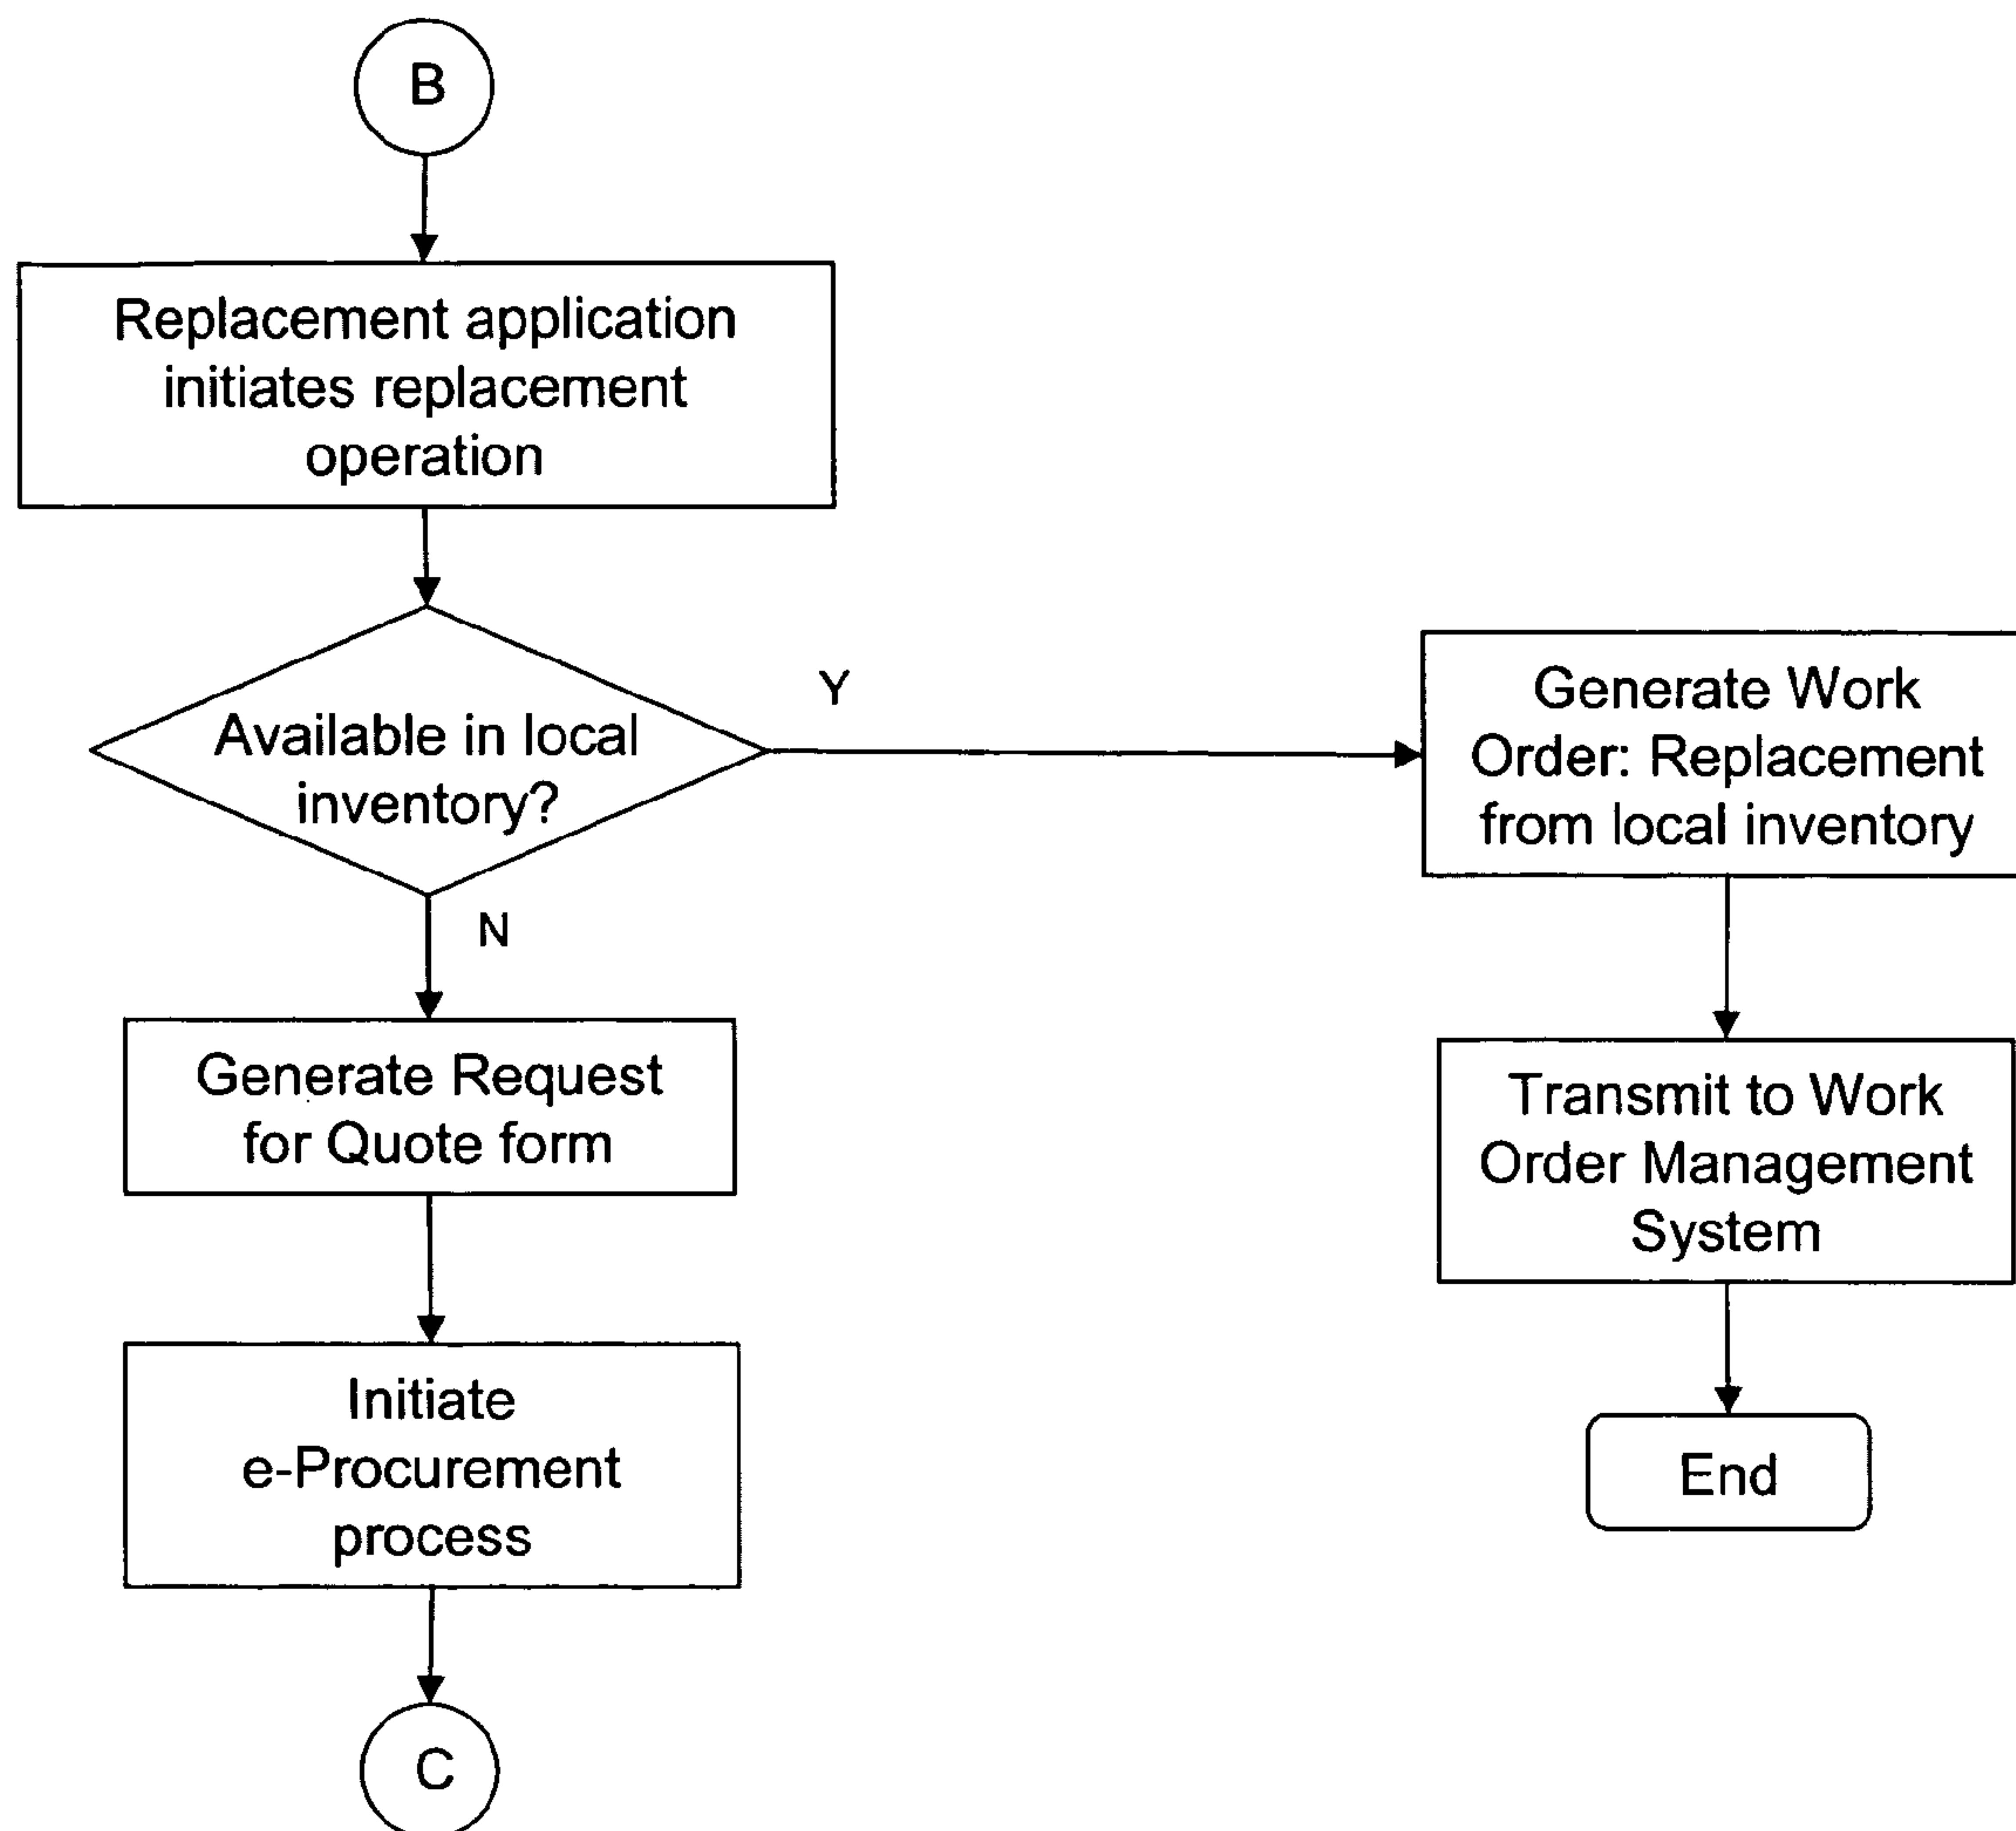 B
Replacement application
initiates replacement
operation
Available in local
inventory?
Y
N
Generate Work
Order: Replacement
from local inventory
Generate Request
for Quote form
Transmit to Work
Order Management
System
Initiate
e-Procurement
process
End
C